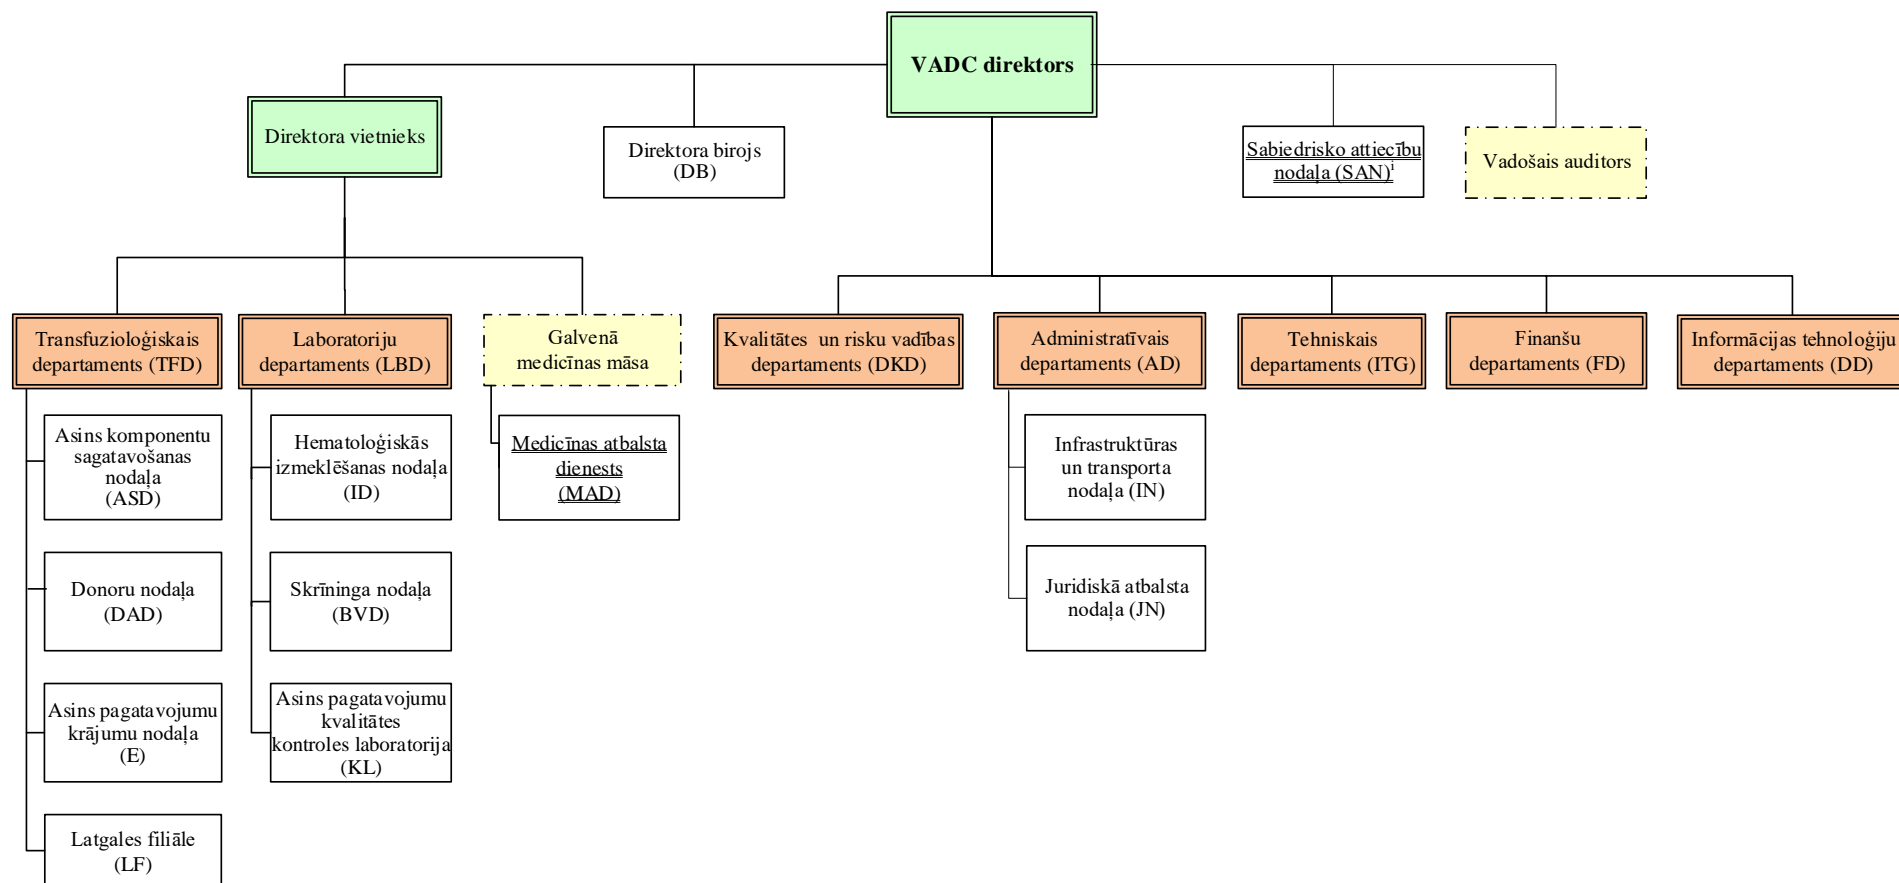 VADC direktors
Direktora vietnieks
Direktora birojs
(DB)
Sabiedrisko attiecību
nodaļa (SAN)ⁱ
Vadošais auditors
Transfuzioloģiskais
departaments (TFD)
Laboratoriju
departaments (LBD)
Galvenā
medicīnas māsa
Kvalitātes un risku vadības
departaments (DKD)
Administratīvais
departaments (AD)
Tehniskais
departaments (ITG)
Finanšu
departaments (FD)
Informācijas tehnoloģiju
departaments (DD)
Asins komponentu
sagatavošanas
nodaļa
(ASD)
Hematoloģiskās
izmeklēšanas nodaļa
(ID)
Medicīnas atbalsta
dienests
(MAD)
Infrastruktūras
un transporta
nodaļa (IN)
Donoru nodaļa
(DAD)
Skrīninga nodaļa
(BVD)
Juridiskā atbalsta
nodaļa (JN)
Asins pagatavojumu
krājumu nodaļa
(E)
Asins pagatavojumu
kvalitātes
kontroles laboratorija
(KL)
Latgales filiāle
(LF)